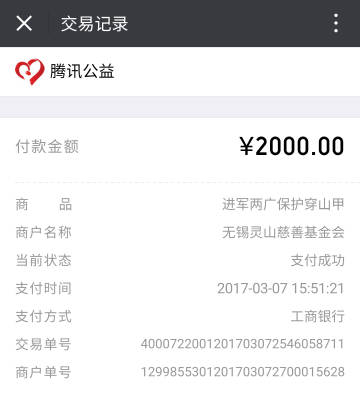 交易记录
腾讯公益
付款金额 ¥2000.00
商 品 进军两广保护穿山甲
商户名称 无锡灵山慈善基金会
当前状态 支付成功
支付时间 2017-03-07 15:51:21
支付方式 工商银行
交易单号 4000722001201703072546058711
商户单号 1299855301201703072700015628